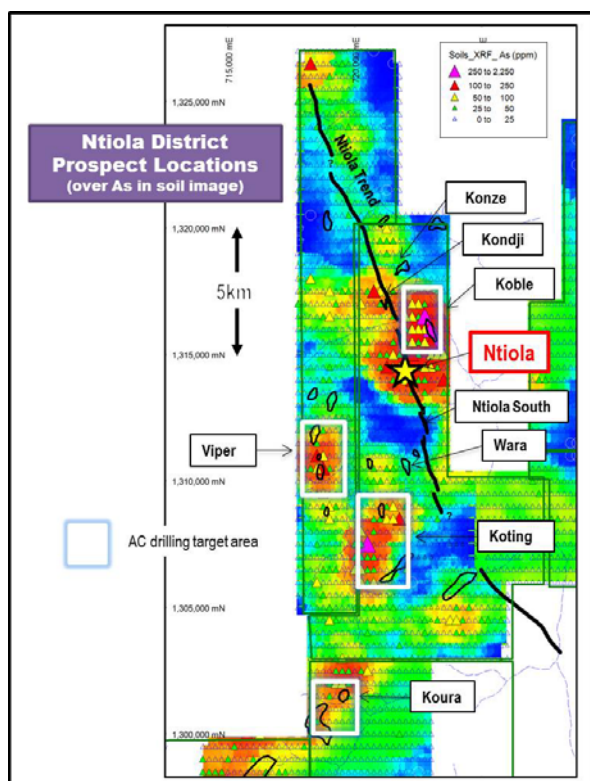 715,000 mE
720,000 mE
Soils_XRF_ As (ppm)
250 to 2,250
100 to 250
50 to 100
25 to 50
0 to 25
1,325,000 mN
Ntiola District
Prospect Locations
(over As in soil image)
?
Ntiola Trend
Konze
1,320,000 mN
Kondji
Koble
5km
Ntiola
1,315,000 mN
Ntiola South
Viper
Wara
1,310,000 mN
?
Koting
AC drilling target area
?
1,305,000 mN
Koura
1,300,000 mN